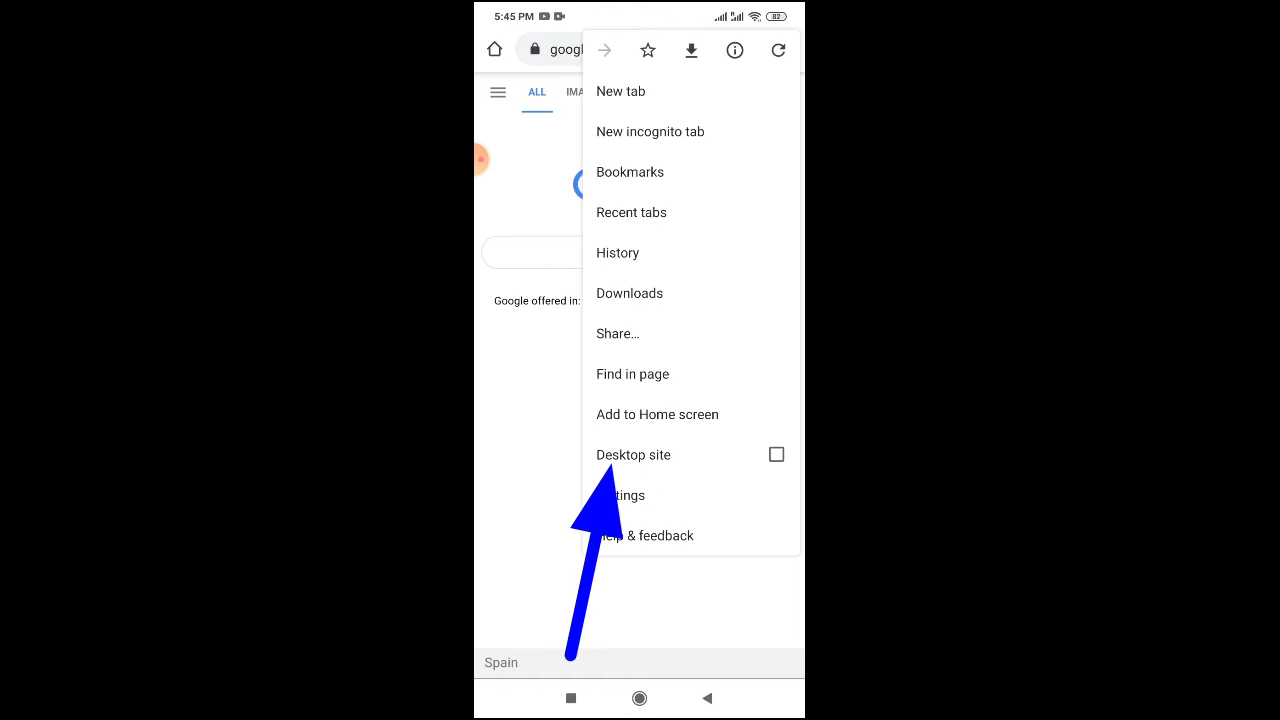 5:45 PM
82
googl
ALL IMA
New tab
New incognito tab
Bookmarks
Recent tabs
History
Google offered in:
Downloads
Share...
Find in page
Add to Home screen
Desktop site
tings
& feedback
Spain